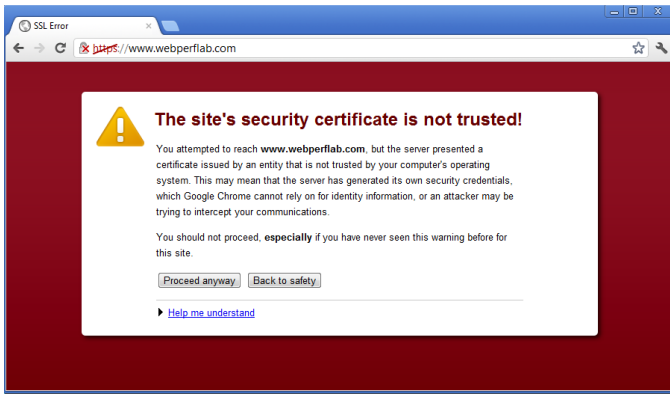 SSL Error
https://www.webperflab.com
The site's security certificate is not trusted!
You attempted to reach www.webperflab.com, but the server presented a
certificate issued by an entity that is not trusted by your computer's operating
system. This may mean that the server has generated its own security credentials,
which Google Chrome cannot rely on for identity information, or an attacker may be
trying to intercept your communications.
You should not proceed, especially if you have never seen this warning before for
this site.
Proceed anyway Back to safety
Help me understand